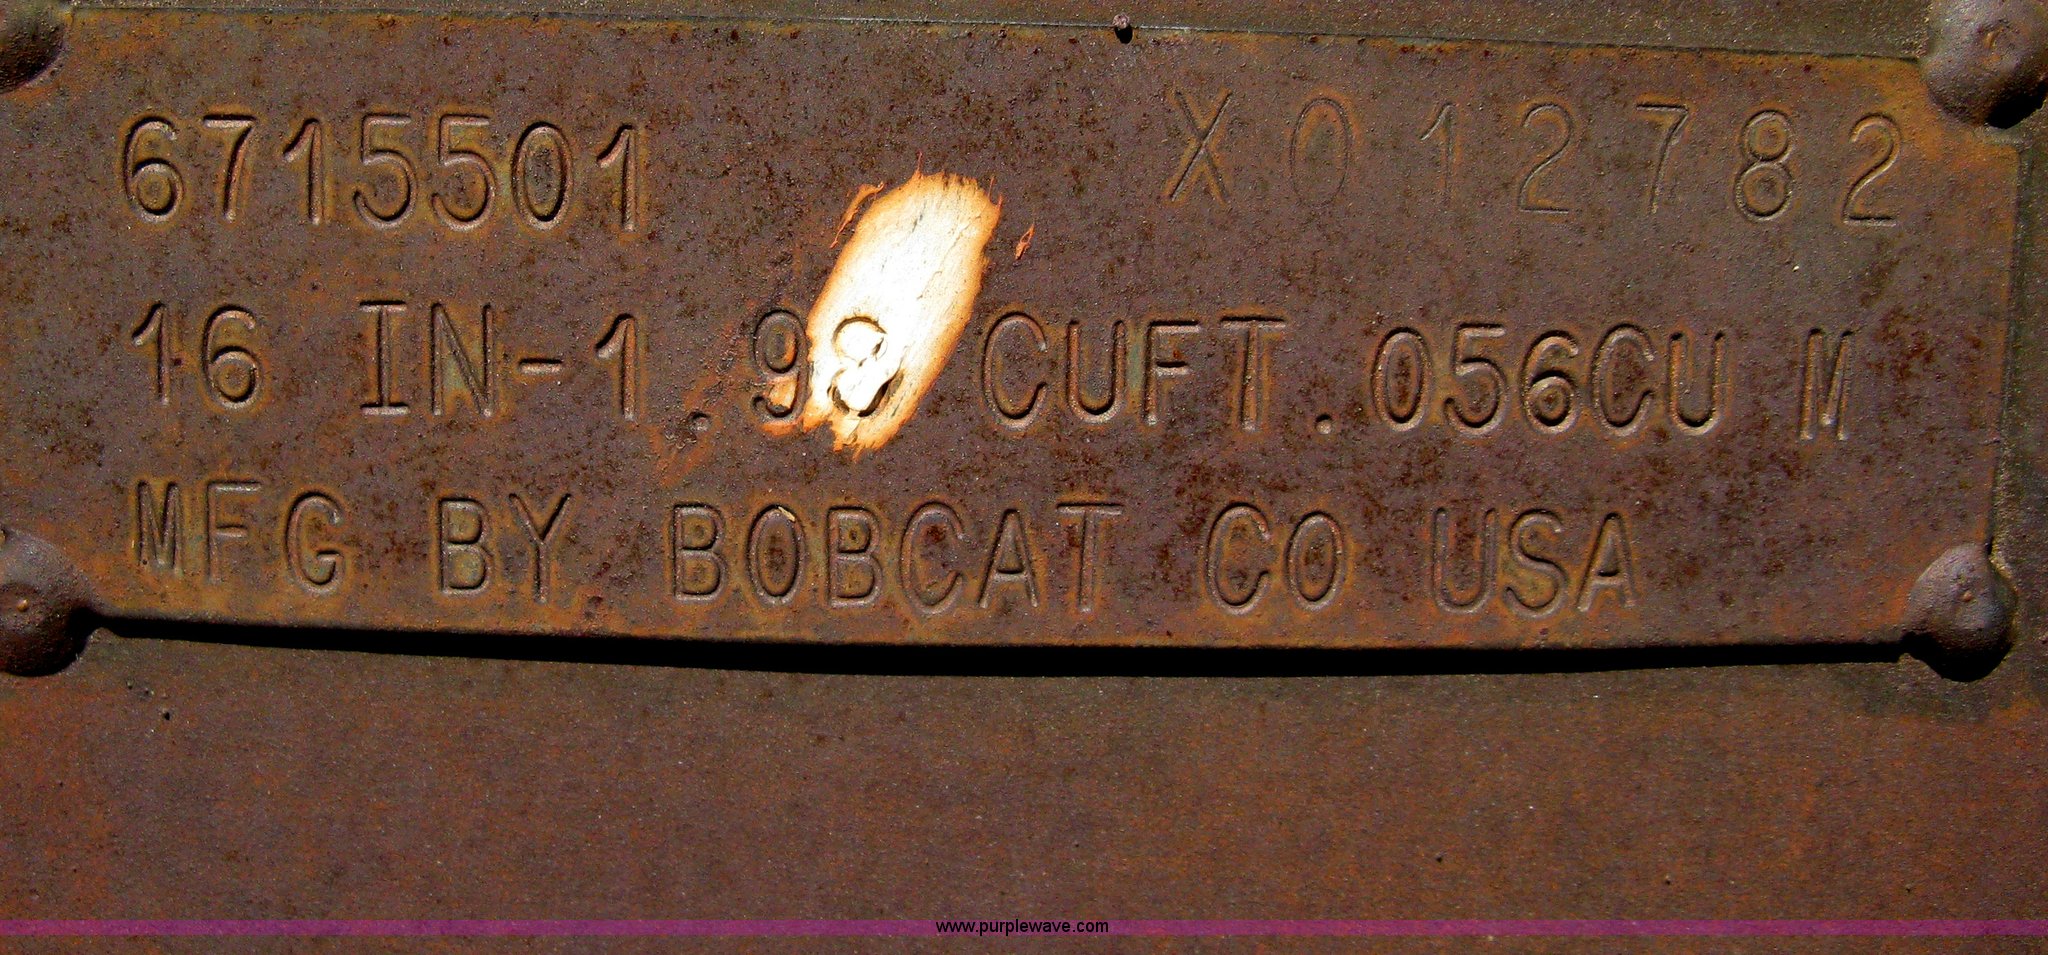 6715501 X012782
16 IN-1.98 CUFT.056CU M
MFG BY BOBCAT CO USA
www.purplewave.com